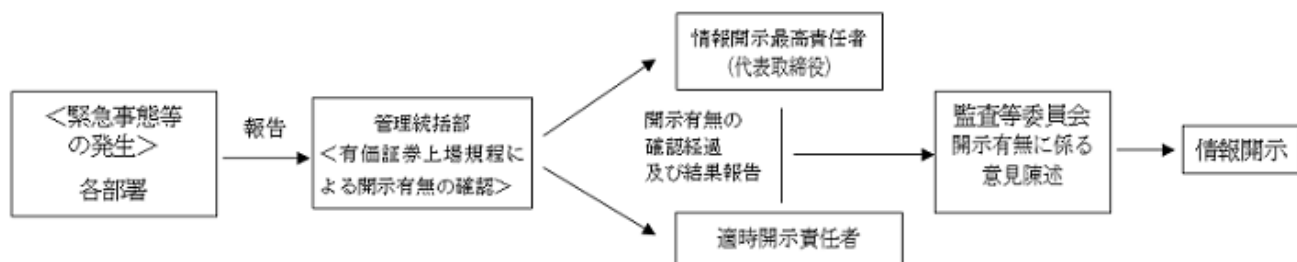 ＜緊急事態等
の発生＞
各部署
報告
管理統括部
＜有価証券上場規程に
よる開示有無の確認＞
情報開示最高責任者
（代表取締役）
開示有無の
確認経過
及び結果報告
適時開示責任者
監査等委員会
開示有無に係る
意見陳述
情報開示